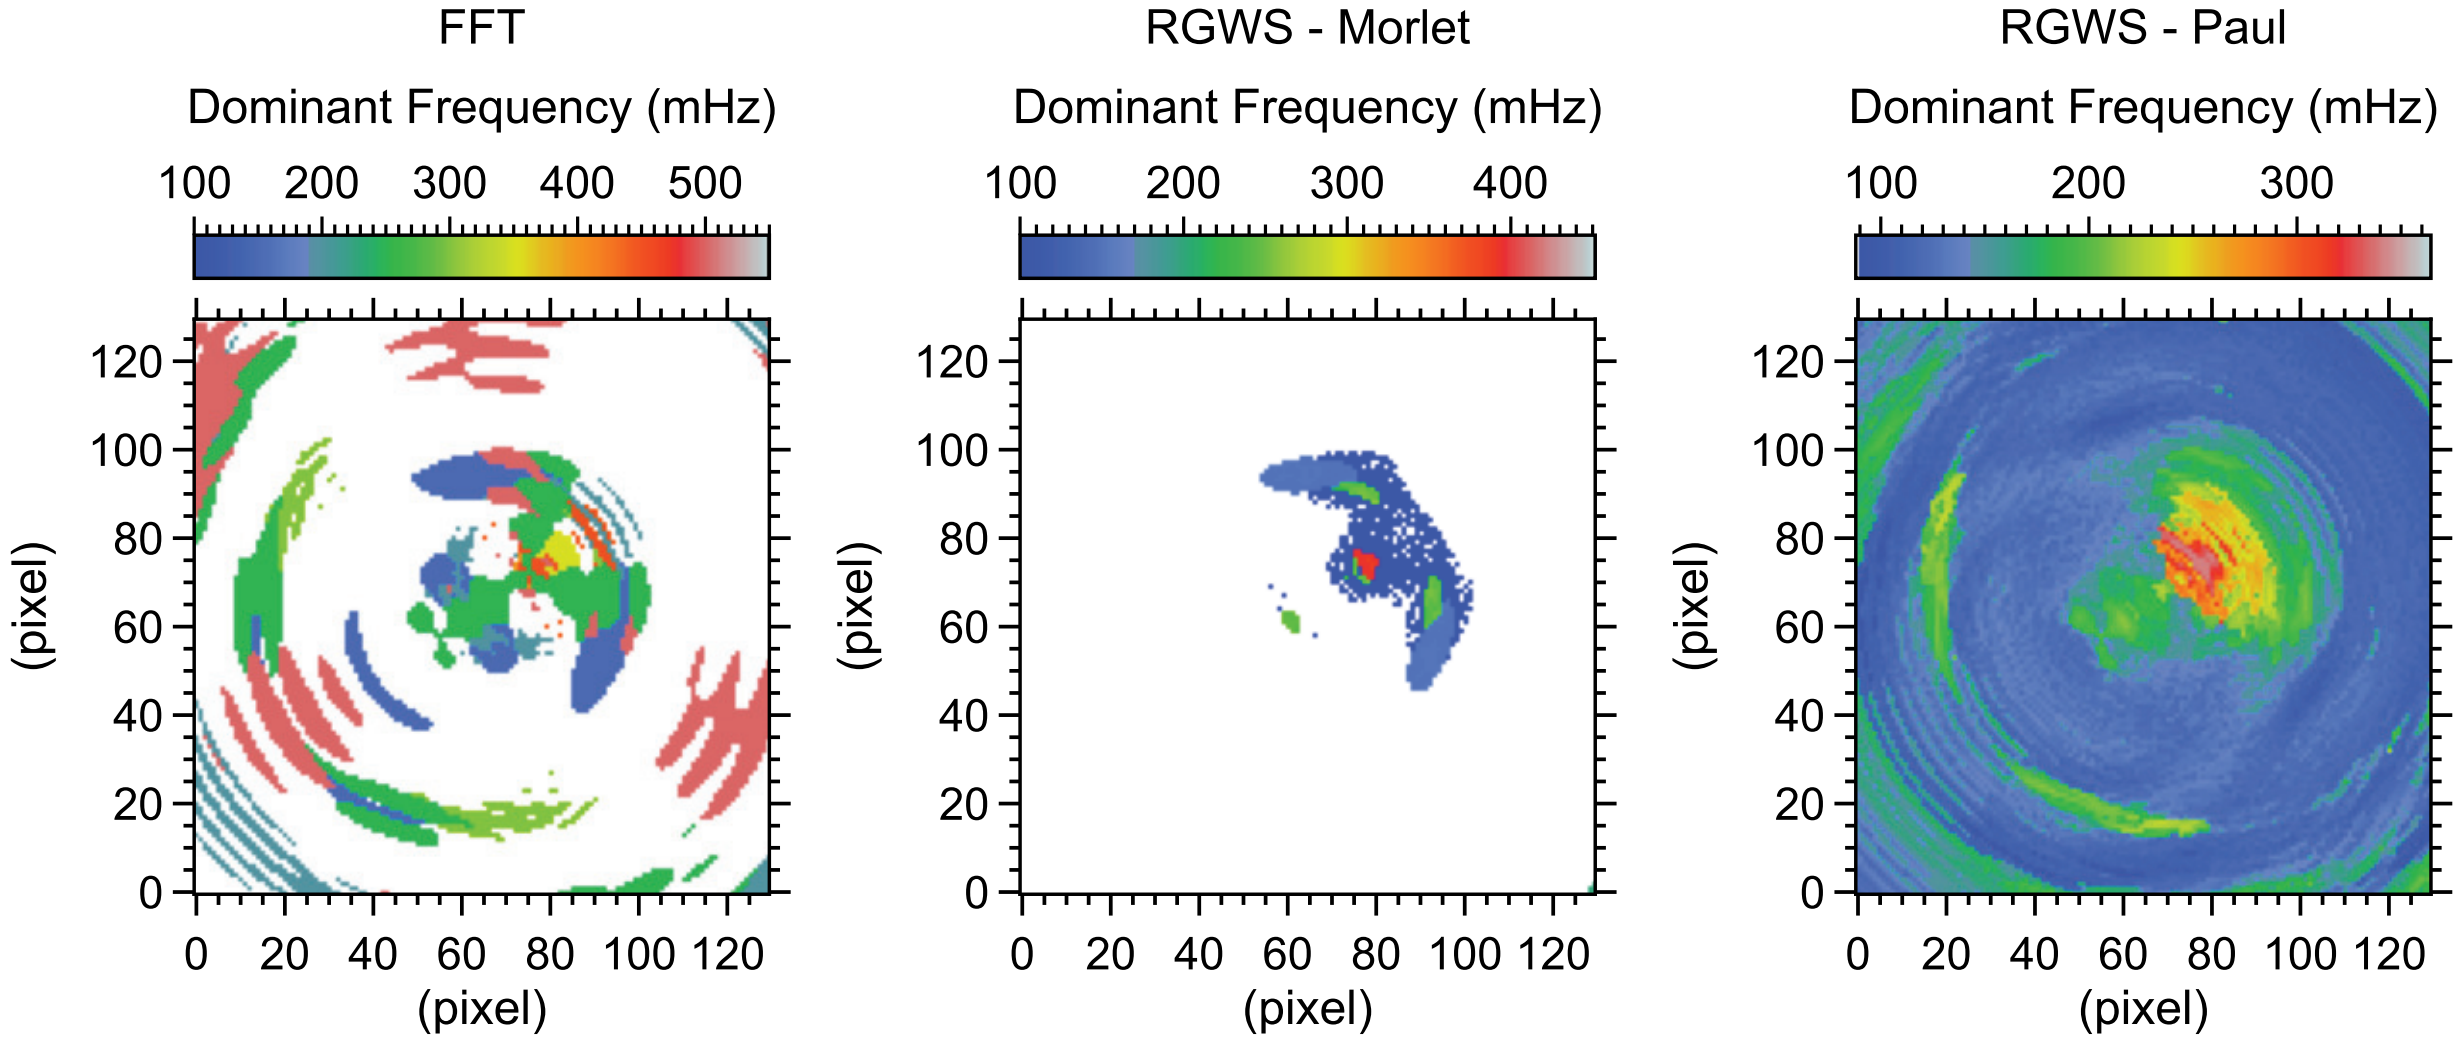 FFT
RGWS - Morlet
RGWS - Paul
Dominant Frequency (mHz)
Dominant Frequency (mHz)
Dominant Frequency (mHz)
100 200 300 400 500
100 200 300 400
100 200 300
120
100
80
60
40
20
0
(pixel)
0 20 40 60 80 100 120
(pixel)
120
100
80
60
40
20
0
(pixel)
0 20 40 60 80 100 120
(pixel)
120
100
80
60
40
20
0
(pixel)
0 20 40 60 80 100 120
(pixel)